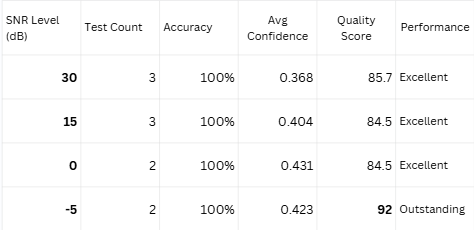 SNR Level (dB) Test Count Accuracy Avg Confidence Quality Score Performance
30 3 100% 0.368 85.7 Excellent
15 3 100% 0.404 84.5 Excellent
0 2 100% 0.431 84.5 Excellent
-5 2 100% 0.423 92 Outstanding